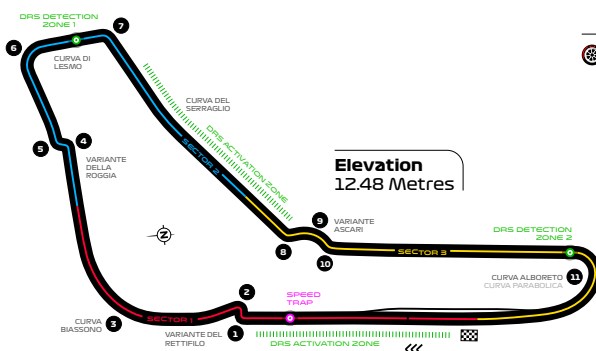 DRS DETECTION
ZONE 1
7
6
CURVA DI
LESMO
CURVA DEL
SERRAGLIO
5
4
SECTOR 2
DRS ACTIVATION ZONE
VARIANTE
DELLA
ROGGIA
Elevation
12.48 Metres
N
9
VARIANTE
ASCARI
8
10
SECTOR 3
DRS DETECTION
ZONE 2
CURVA ALBORETO
CURVA PARABOLICA
11
2
SPEED
TRAP
CURVA
BIASSONO
3
SECTOR 1
VARIANTE DEL
RETTIFILO
1
DRS ACTIVATION ZONE